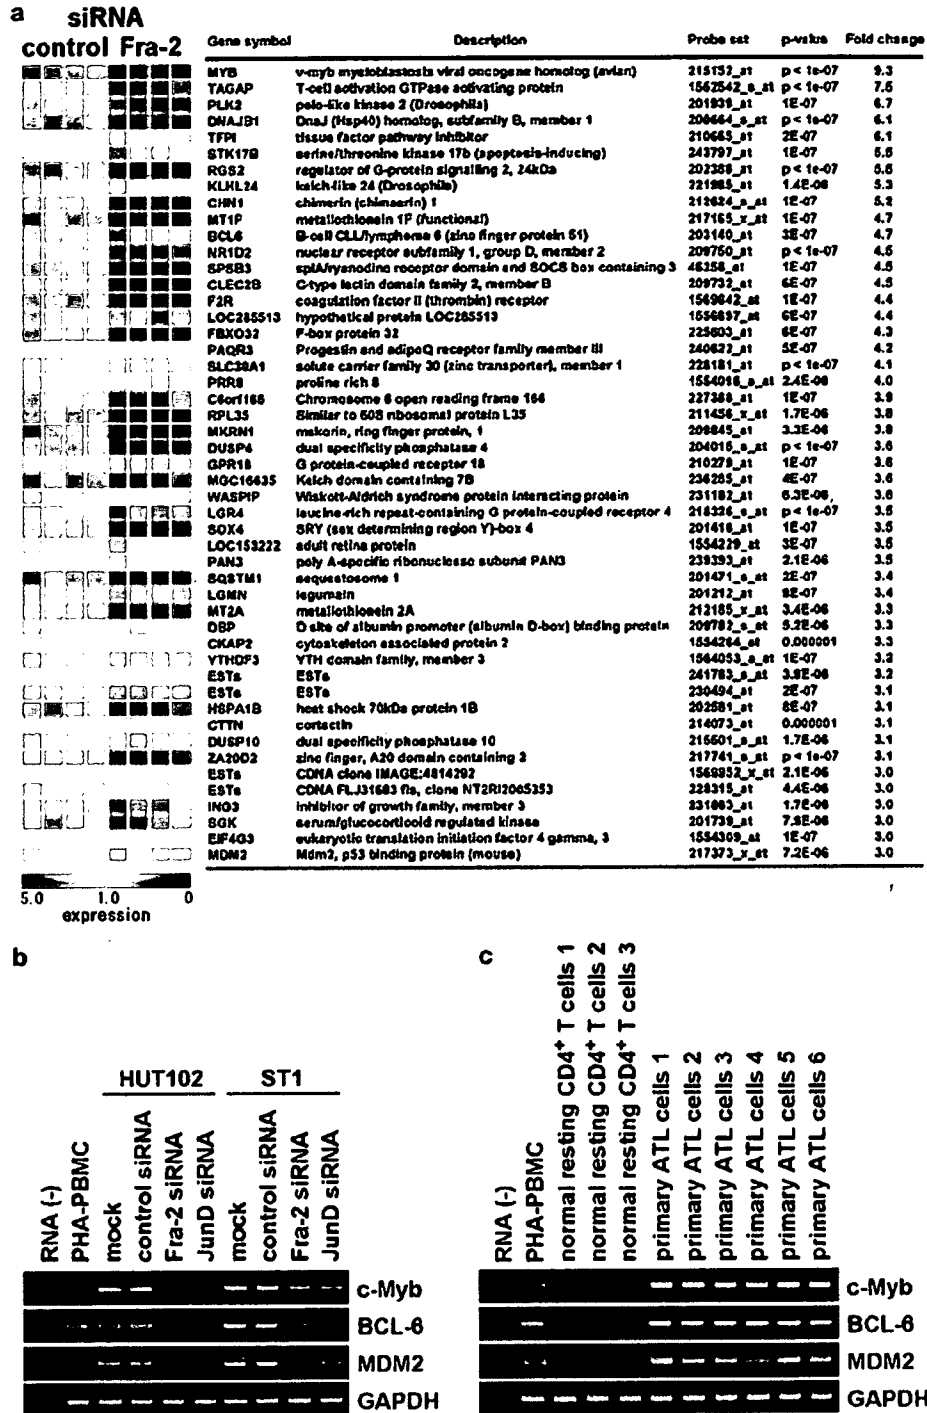 a
siRNA
control Fra-2
Gene symbol Description Probe set p-value Fold change
MYB v-myb myeloblastosis viral oncogene homolog (avian) 215152_at p < 1e-07 9.3
TAGAP T-cell activation GTPase activating protein 1562542_a_at p < 1e-07 7.5
PLK2 polo-like kinase 2 (Drosophila) 201939_at 1E-07 6.7
DNAJB1 DnaJ (Hsp40) homolog, subfamily B, member 1 200664_s_at p < 1e-07 6.1
TFPI tissue factor pathway inhibitor 210665_at 2E-07 6.1
STK17B serine/threonine kinase 17b (apoptosis-inducing) 243797_at 1E-07 5.5
RGS2 regulator of G-protein signalling 2, 24kDa 202388_at p < 1e-07 5.5
KLHL24 kelch-like 24 (Drosophila) 221985_at 1.4E-06 5.3
CHN1 chimerin (chimaerin) 1 212624_s_at 1E-07 5.2
MT1P metallothionein 1P (functional) 217165_x_at 1E-07 4.7
BCL6 B-cell CLL/lymphoma 6 (zinc finger protein 51) 203140_at 3E-07 4.7
NR1D2 nuclear receptor subfamily 1, group D, member 2 209750_at p < 1e-07 4.5
SPSB3 splA/ryanodine receptor domain and SOCS box containing 3 46256_at 1E-07 4.5
CLEC2B C-type lectin domain family 2, member B 209732_at 6E-07 4.5
F2R coagulation factor II (thrombin) receptor 1569642_at 1E-07 4.4
LOC285513 hypothetical protein LOC285513 1556697_at 6E-07 4.4
FBXO32 F-box protein 32 225803_at 6E-07 4.3
PAQR3 Progestin and adipoQ receptor family member III 240622_at 5E-07 4.2
SLC30A1 solute carrier family 30 (zinc transporter), member 1 228181_at p < 1e-07 4.1
PRR8 proline rich 8 1554016_a_at 2.4E-06 4.0
C6orf166 Chromosome 6 open reading frame 166 227368_at 1E-07 3.9
RPL35 Similar to 60S ribosomal protein L35 211456_x_at 1.7E-06 3.8
MKRN1 makorin, ring finger protein, 1 209845_at 3.3E-06 3.8
DUSP4 dual specificity phosphatase 4 204015_s_at p < 1e-07 3.6
GPR18 G protein-coupled receptor 18 210279_at 1E-07 3.6
MGC16635 Kelch domain containing 7B 236285_at 4E-07 3.6
WASPIP Wiskott-Aldrich syndrome protein interacting protein 231182_at 6.3E-06, 3.6
LGR4 leucine-rich repeat-containing G protein-coupled receptor 4 218326_s_at p < 1e-07 3.5
SOX4 SRY (sex determining region Y)-box 4 201416_at 1E-07 3.5
LOC153222 adult retina protein 1554229_at 3E-07 3.5
PAN3 poly A-specific ribonuclease subunit PAN3 239393_at 2.1E-06 3.5
SQSTM1 sequestosome 1 201471_s_at 2E-07 3.4
LGMN legumain 201212_at 8E-07 3.4
MT2A metallothionein 2A 212185_x_at 3.4E-06 3.3
DBP D site of albumin promoter (albumin D-box) binding protein 209782_s_at 5.2E-06 3.3
CKAP2 cytoskeleton associated protein 2 1554264_at 0.000001 3.3
YTHDF3 YTH domain family, member 3 1564053_a_at 1E-07 3.2
ESTs ESTs 241783_s_at 3.9E-06 3.2
ESTs ESTs 230494_at 2E-07 3.1
HSPA1B heat shock 70kDa protein 1B 202581_at 8E-07 3.1
CTTN cortactin 214073_at 0.000001 3.1
DUSP10 dual specificity phosphatase 10 215501_s_at 1.7E-06 3.1
ZA20D2 zinc finger, A20 domain containing 2 217741_s_at p < 1e-07 3.1
ESTs CDNA clone IMAGE:4814292 1569952_x_at 2.1E-06 3.0
ESTs CDNA FLJ31683 fis, clone NT2RI2005353 228315_at 4.4E-06 3.0
ING3 inhibitor of growth family, member 3 231863_at 1.7E-06 3.0
SGK serum/glucocorticoid regulated kinase 201739_at 7.9E-06 3.0
EIF4G3 eukaryotic translation initiation factor 4 gamma, 3 1554309_at 1E-07 3.0
MDM2 Mdm2, p53 binding protein (mouse) 217373_x_at 7.2E-06 3.0
5.0 1.0 0
expression
b
HUT102 ST1
RNA (-)
PHA-PBMC
mock
control siRNA
Fra-2 siRNA
JunD siRNA
mock
control siRNA
Fra-2 siRNA
JunD siRNA
c-Myb
BCL-6
MDM2
GAPDH
c
RNA (-)
PHA-PBMC
normal resting CD4+ T cells 1
normal resting CD4+ T cells 2
normal resting CD4+ T cells 3
primary ATL cells 1
primary ATL cells 2
primary ATL cells 3
primary ATL cells 4
primary ATL cells 5
primary ATL cells 6
c-Myb
BCL-6
MDM2
GAPDH